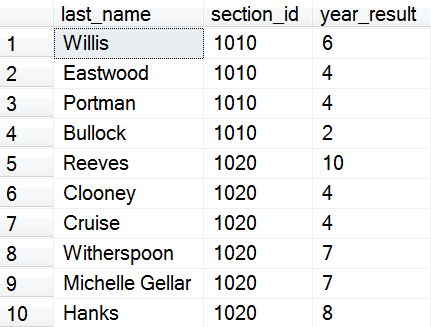 last_name section_id year_result
1 Willis 1010 6
2 Eastwood 1010 4
3 Portman 1010 4
4 Bullock 1010 2
5 Reeves 1020 10
6 Clooney 1020 4
7 Cruise 1020 4
8 Witherspoon 1020 7
9 Michelle Gellar 1020 7
10 Hanks 1020 8